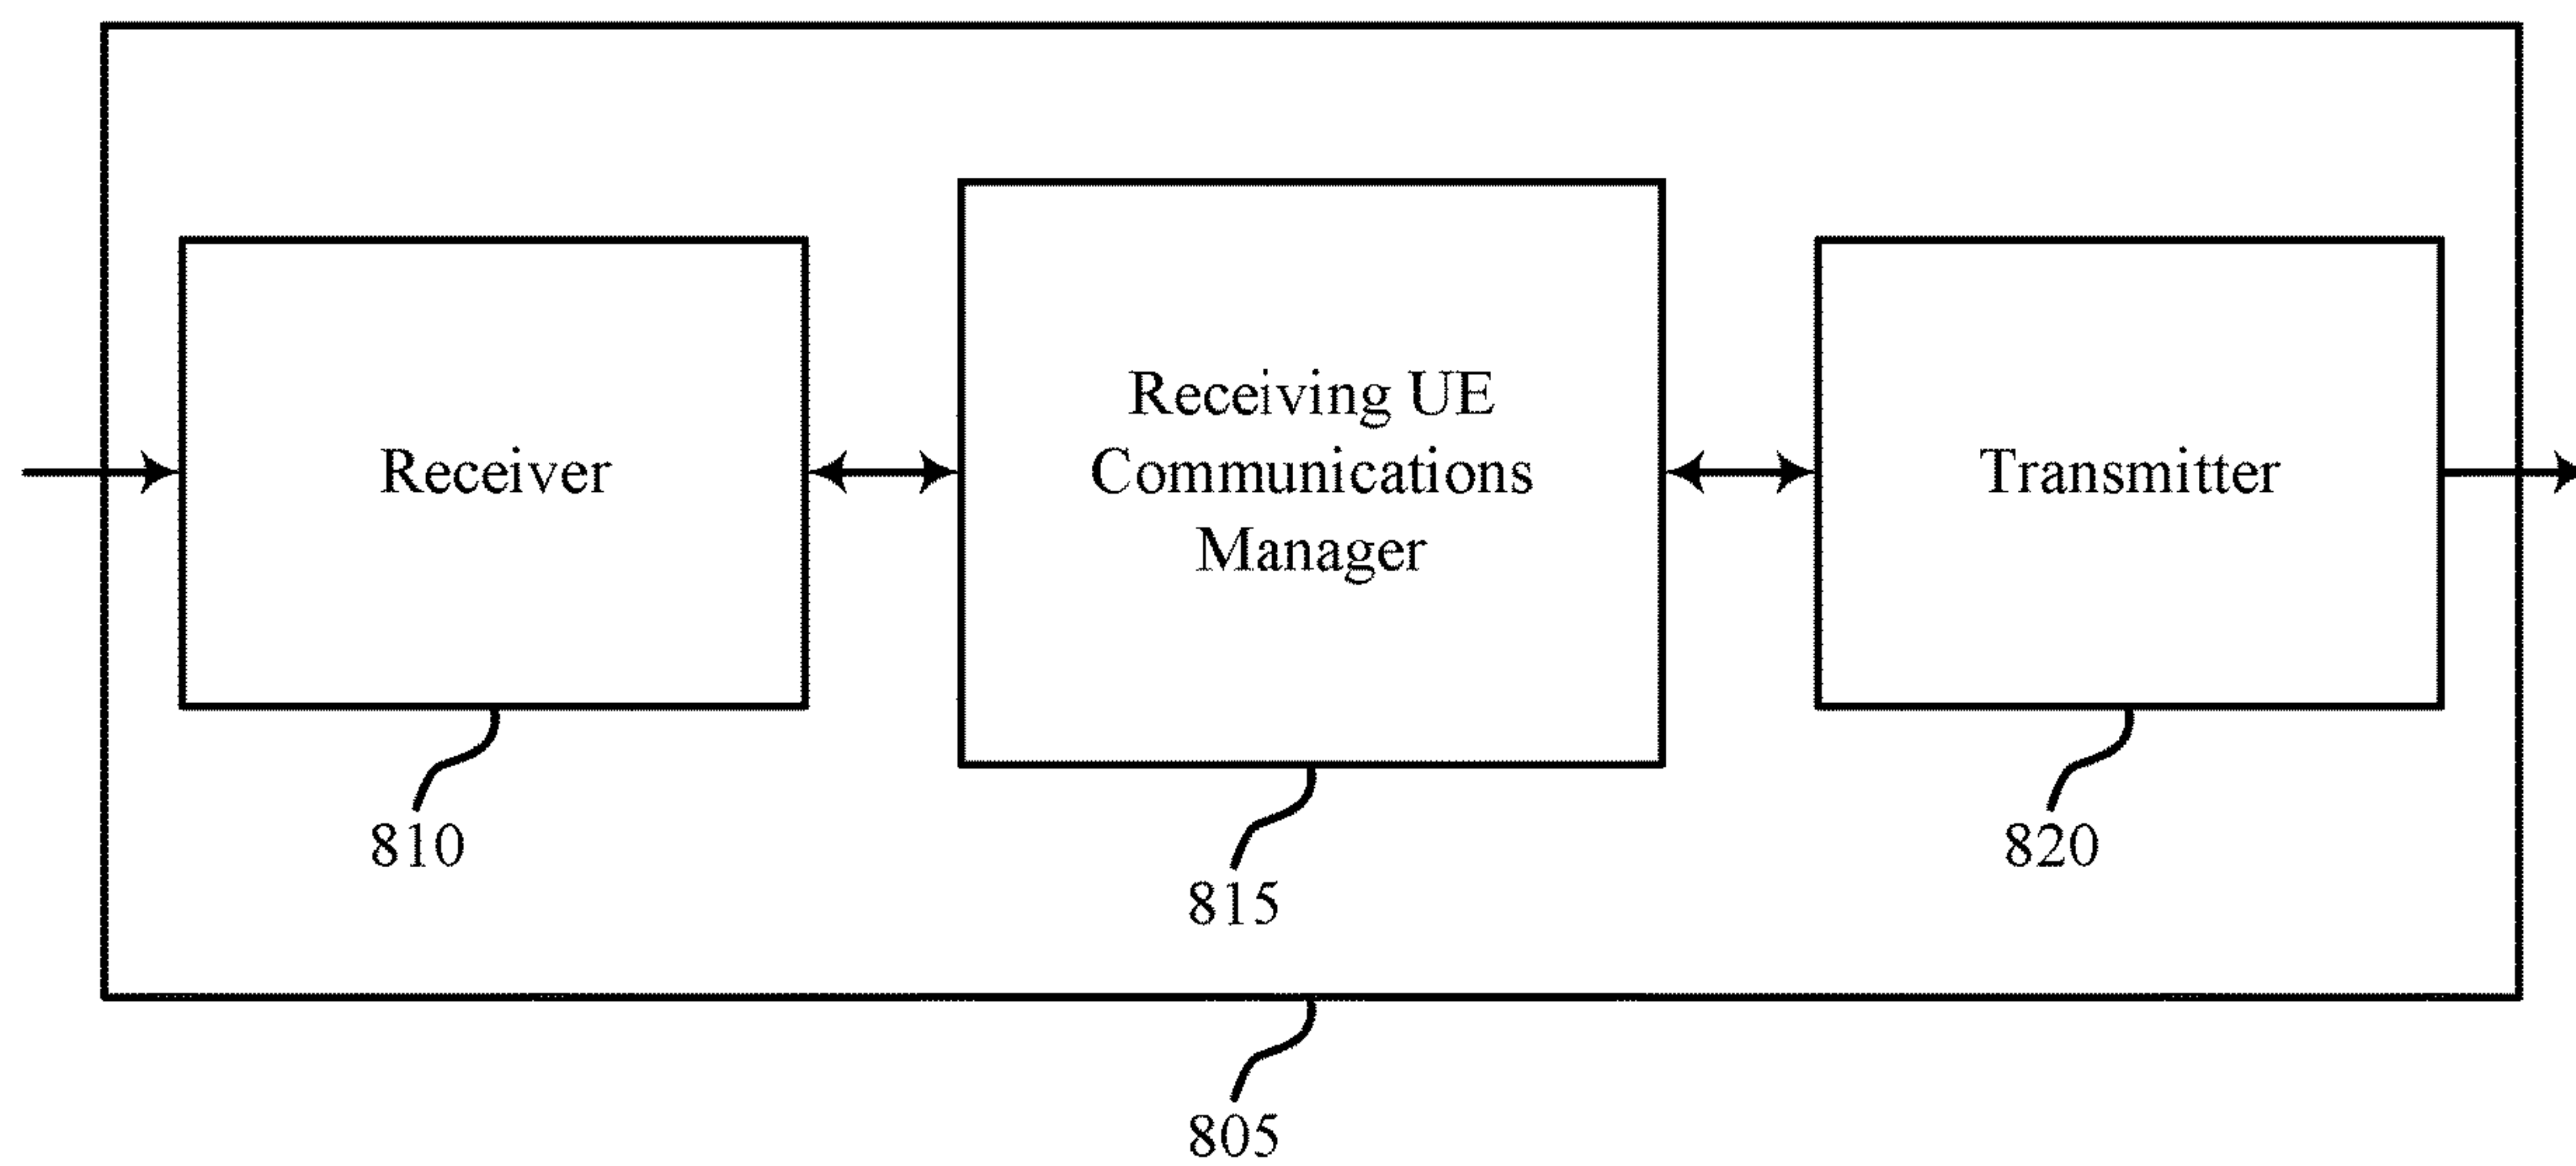 Receiver
Receiving UE
Communications
Manager
Transmitter
810
815
820
805